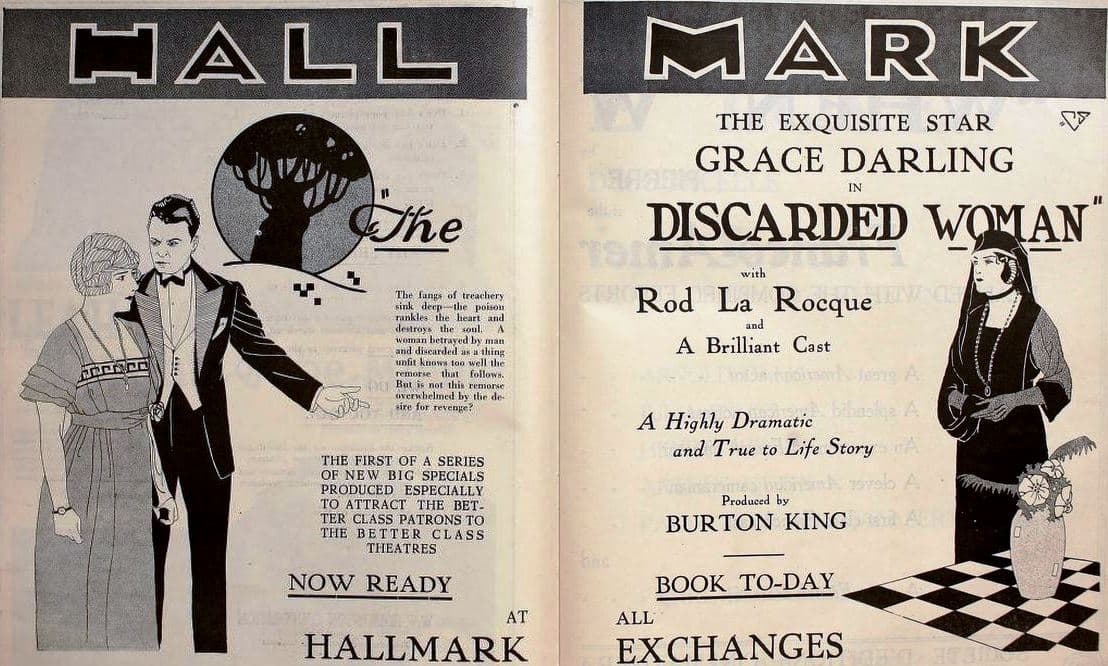 HALL MARK
"The
The fangs of treachery
sink deep—the poison
rankles the heart and
destroys the soul. A
woman betrayed by man
and discarded as a thing
unfit knows too well the
remorse that follows.
But is not this remorse
overwhelmed by the de-
sire for revenge?
THE FIRST OF A SERIES
OF NEW BIG SPECIALS
PRODUCED ESPECIALLY
TO ATTRACT THE BET-
TER CLASS PATRONS TO
THE BETTER CLASS
THEATRES
NOW READY
AT
HALLMARK
THE EXQUISITE STAR
GRACE DARLING
IN
DISCARDED WOMAN"
with
Rod La Rocque
and
A Brilliant Cast
A Highly Dramatic
and True to Life Story
Produced by
BURTON KING
BOOK TO-DAY
ALL
EXCHANGES